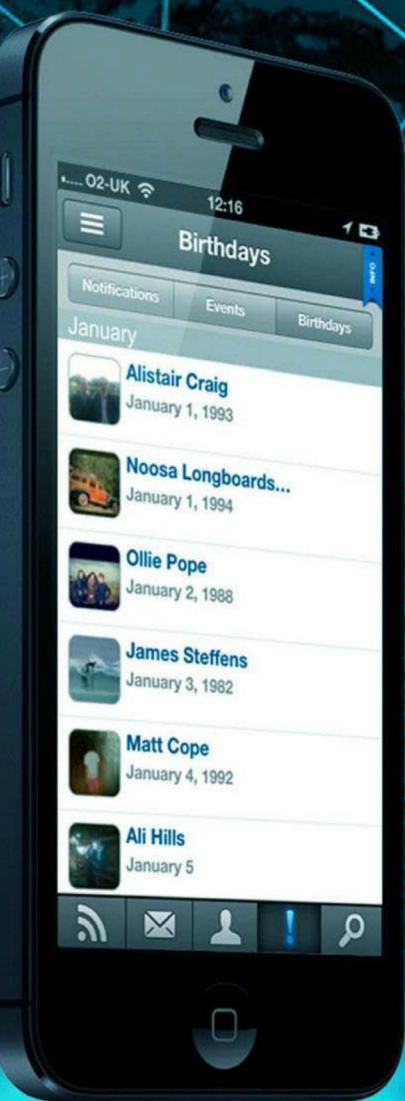 O2-UK
12:16
Birthdays
INFO
Notifications
Events
Birthdays
January
Alistair Craig
January 1, 1993
Noosa Longboards...
January 1, 1994
Ollie Pope
January 2, 1988
James Steffens
January 3, 1982
Matt Cope
January 4, 1992
Ali Hills
January 5